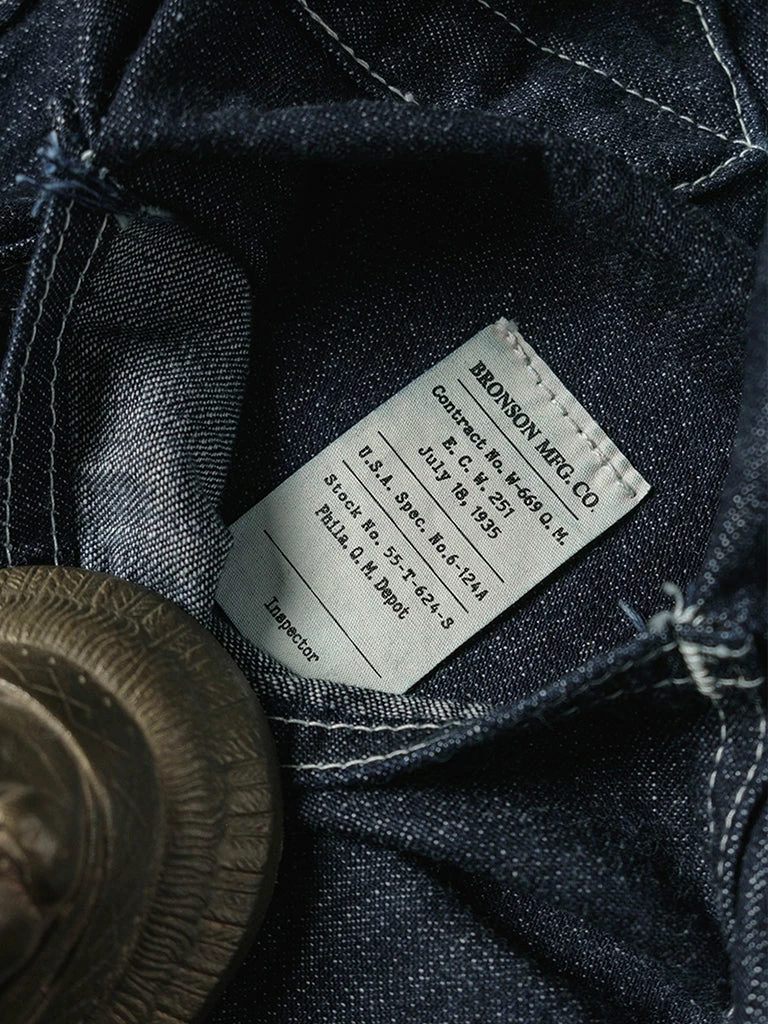 BRONSON MFG. CO.
Contract No. W-669 Q. M.
E. C. W. 251
July 18, 1935
U.S.A. Spec. No. 6-124A
Stock No. 55-T-624-S
Phila. Q. M. Depot
Inspector